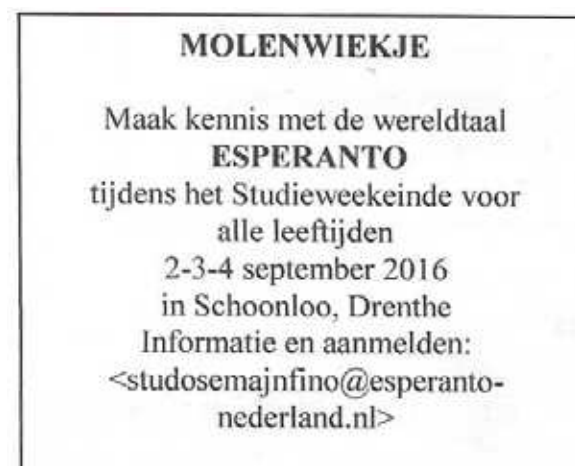 MOLENWIEKJE
Maak kennis met de wereldtaal
ESPERANTO
tijdens het Studieweekeinde voor
alle leeftijden
2-3-4 september 2016
in Schoonloo, Drenthe
Informatie en aanmelden:
<studosemajnfino@esperanto-
nederland.nl>